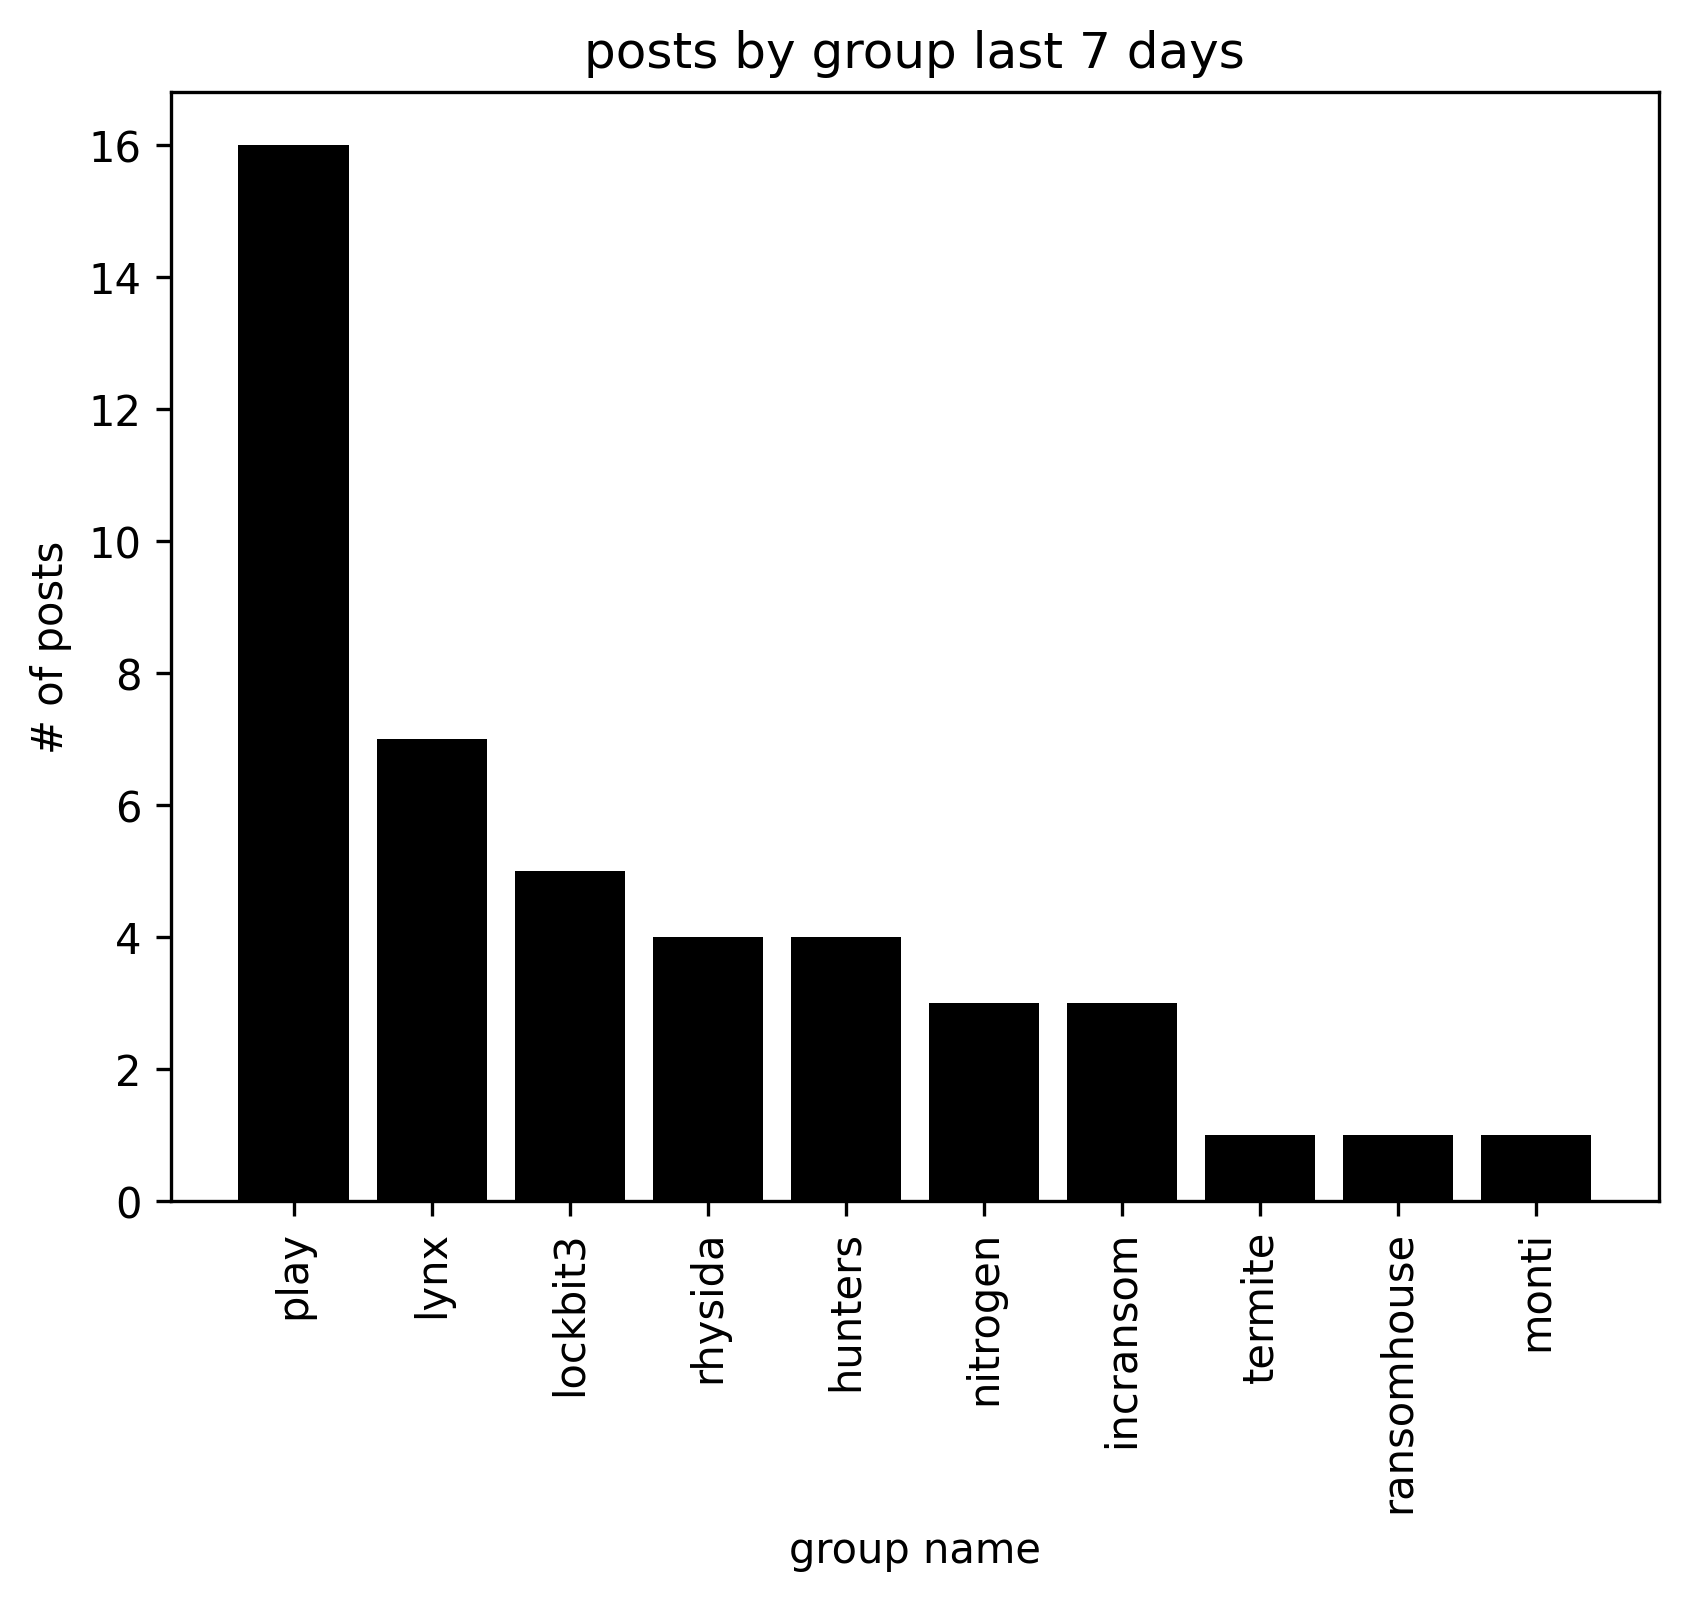 posts by group last 7 days
# of posts
16
14
12
10
8
6
4
2
0
play
lynx
lockbit3
rhysida
hunters
nitrogen
incransom
termite
ransomhouse
monti
group name